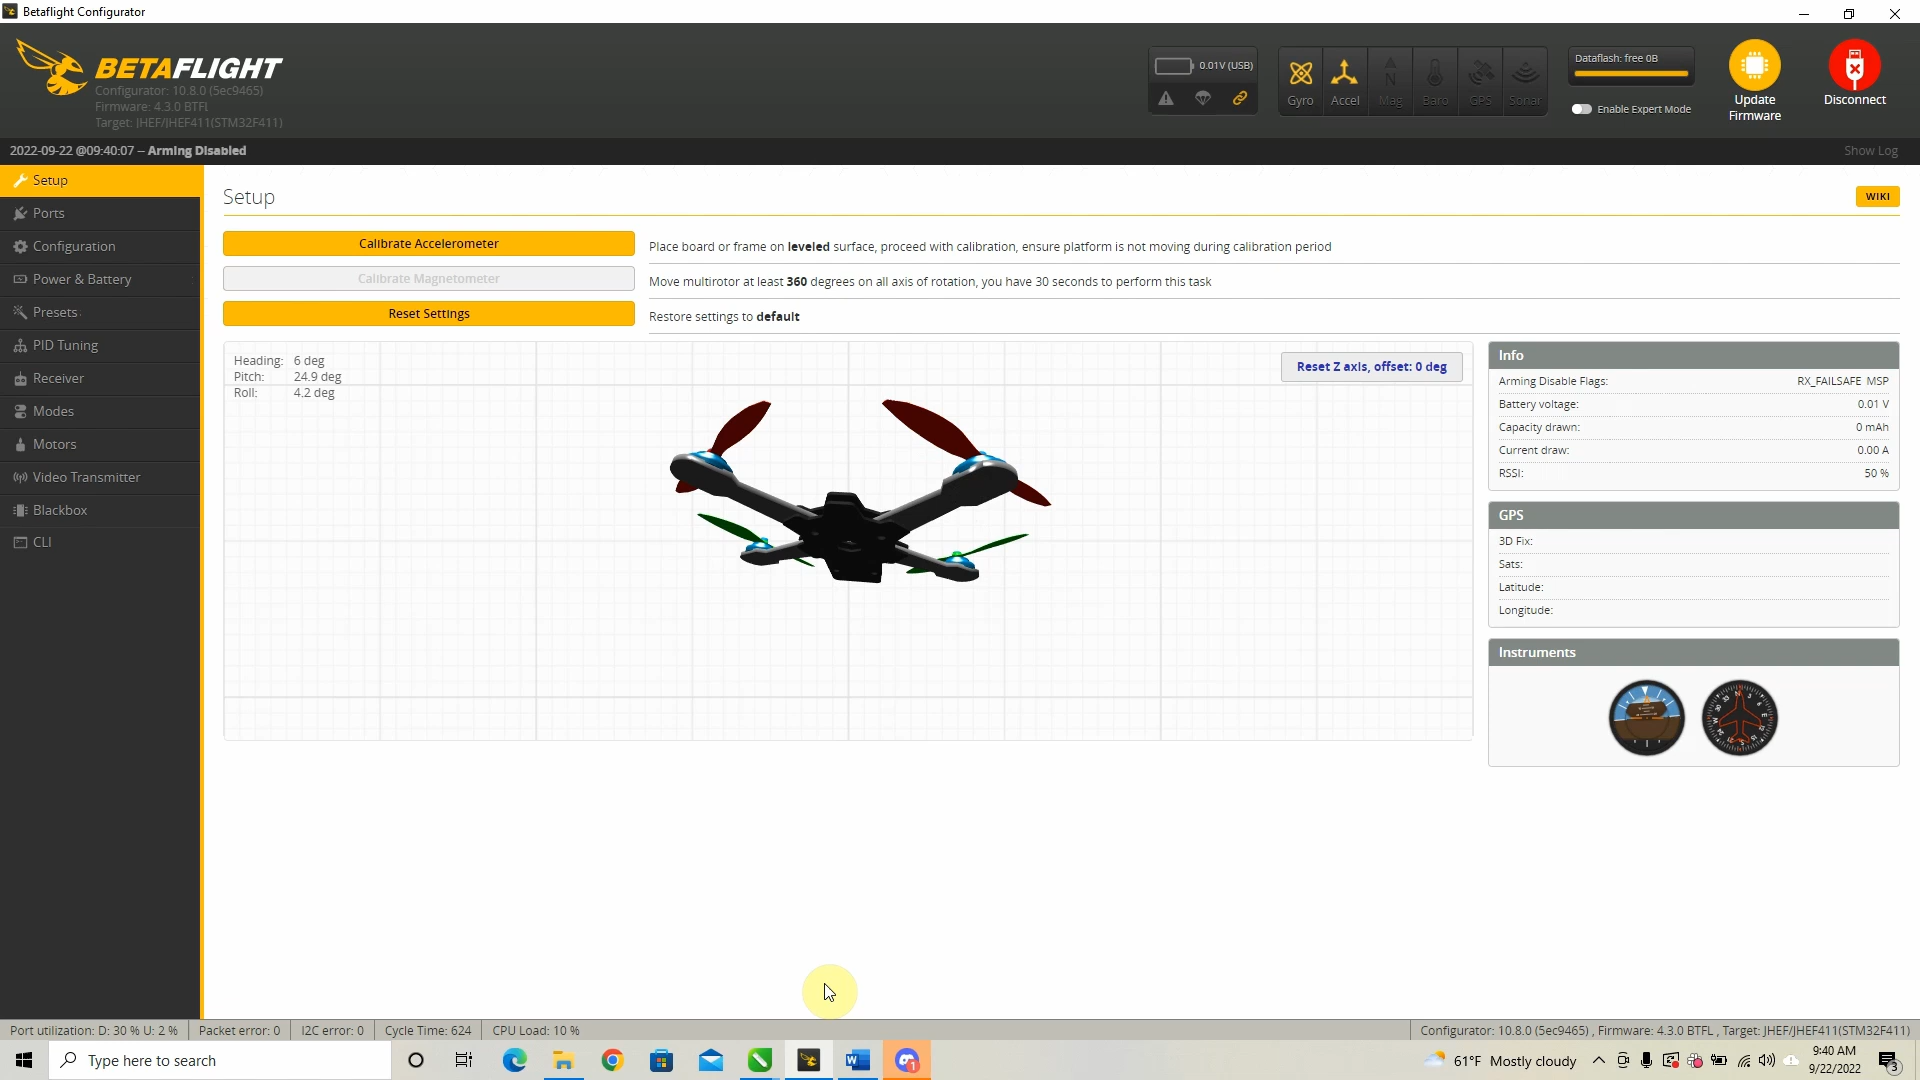 Betaflight Configurator
BETAFLIGHT
Configurator: 10.8.0 (5ec9465)
Firmware: 4.3.0 BTFL
Target: JHEF/JHEF411(STM32F411)
0.01V (USB)
Gyro
Accel
Mag
Baro
GPS
Sonar
Dataflash: free 0B
Enable Expert Mode
Update
Firmware
Disconnect
2022-09-22 @09:40:07 -- Arming Disabled
Show Log
Setup
Ports
Configuration
Power & Battery
Presets
PID Tuning
Receiver
Modes
Motors
Video Transmitter
Blackbox
CLI
Setup
WIKI
Calibrate Accelerometer
Place board or frame on leveled surface, proceed with calibration, ensure platform is not moving during calibration period
Calibrate Magnetometer
Move multirotor at least 360 degrees on all axis of rotation, you have 30 seconds to perform this task
Reset Settings
Restore settings to default
Heading: 6 deg
Pitch: 24.9 deg
Roll: 4.2 deg
Reset Z axis, offset: 0 deg
Info
Arming Disable Flags: RX_FAILSAFE MSP
Battery voltage: 0.01 V
Capacity drawn: 0 mAh
Current draw: 0.00 A
RSSI: 50 %
GPS
3D Fix:
Sats:
Latitude:
Longitude:
Instruments
Port utilization: D: 30 % U: 2 %
Packet error: 0
I2C error: 0
Cycle Time: 624
CPU Load: 10 %
Configurator: 10.8.0 (5ec9465) , Firmware: 4.3.0 BTFL , Target: JHEF/JHEF411(STM32F411)
Type here to search
61°F Mostly cloudy
9:40 AM
9/22/2022
3